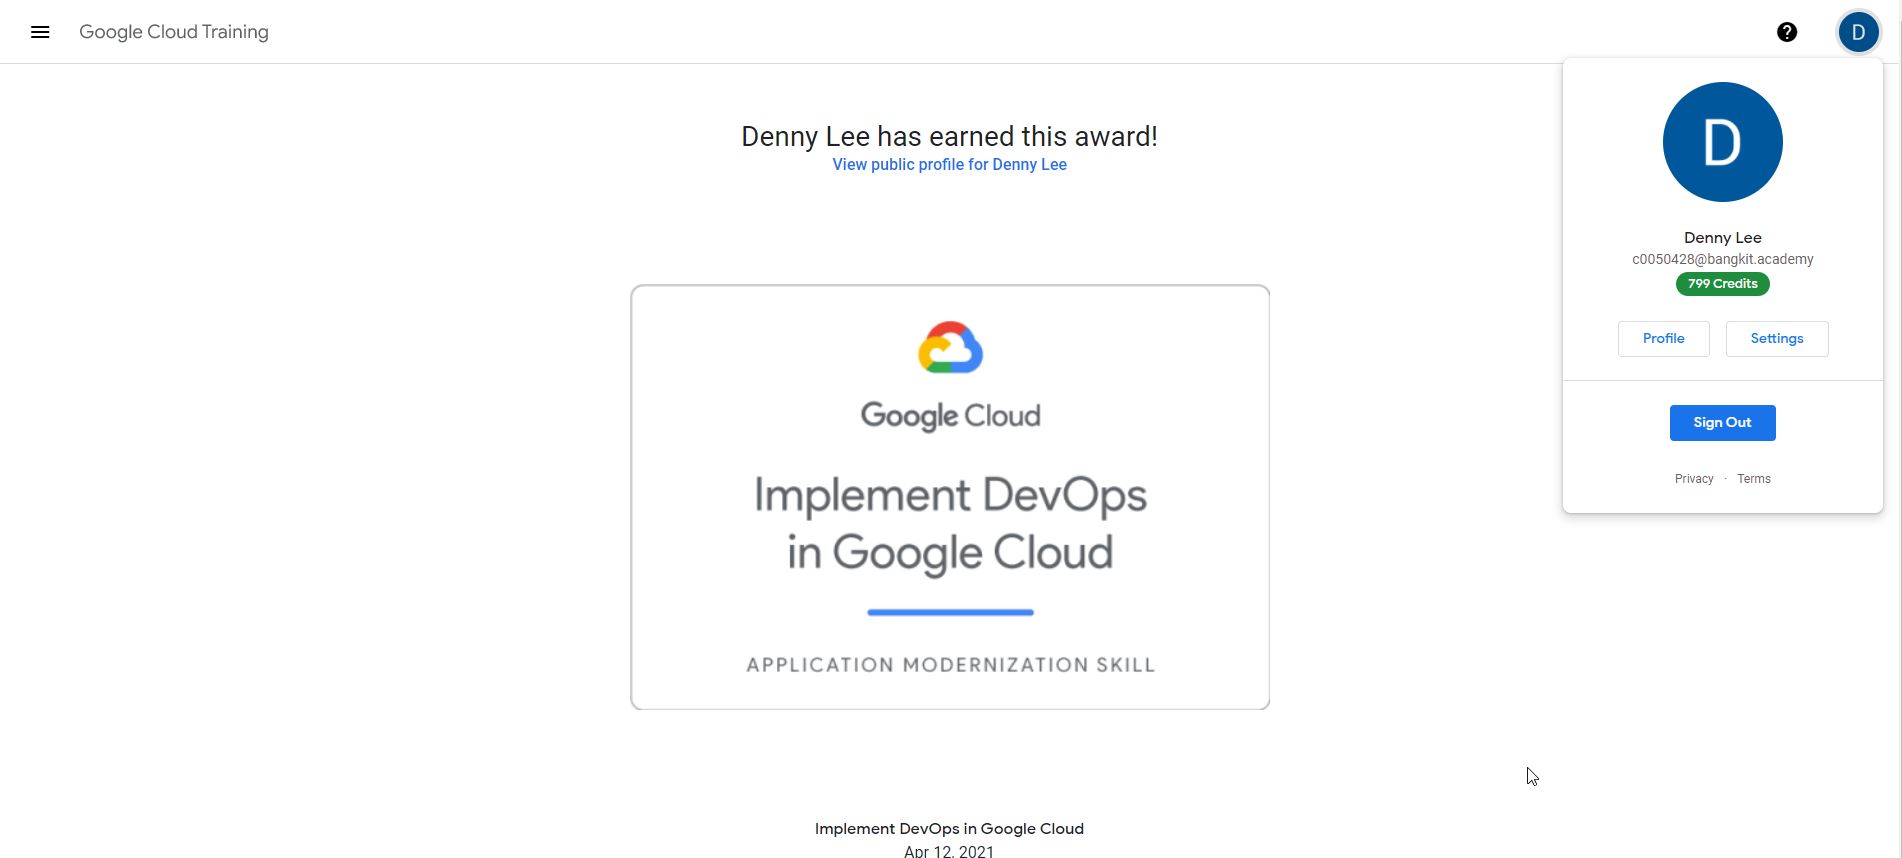 Google Cloud Training
?
D
Denny Lee has earned this award!
View public profile for Denny Lee
Google Cloud
Implement DevOps
in Google Cloud
APPLICATION MODERNIZATION SKILL
Implement DevOps in Google Cloud
Apr 12, 2021
D
Denny Lee
c0050428@bangkit.academy
799 Credits
Profile
Settings
Sign Out
Privacy · Terms